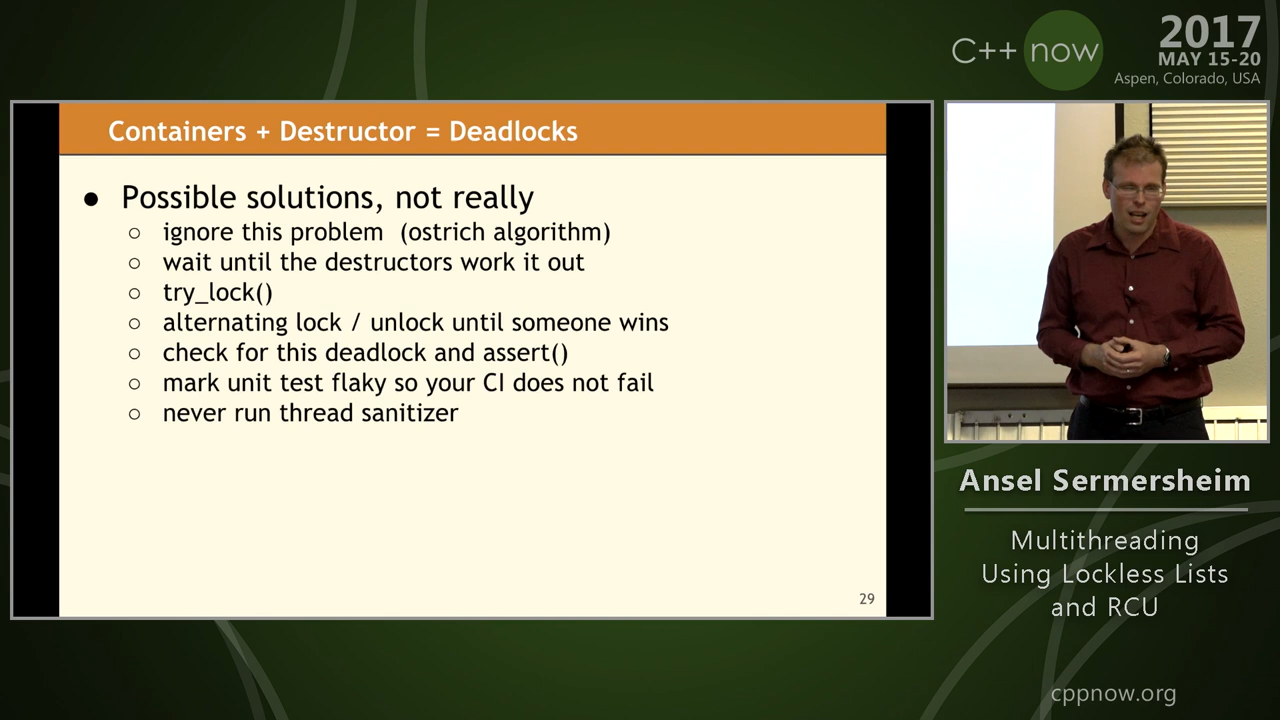 C++ now
2017
MAY 15-20
Aspen, Colorado, USA
Containers + Destructor = Deadlocks
● Possible solutions, not really
○ ignore this problem (ostrich algorithm)
○ wait until the destructors work it out
○ try_lock()
○ alternating lock / unlock until someone wins
○ check for this deadlock and assert()
○ mark unit test flaky so your CI does not fail
○ never run thread sanitizer
29
Ansel Sermersheim
Multithreading
Using Lockless Lists
and RCU
cppnow.org